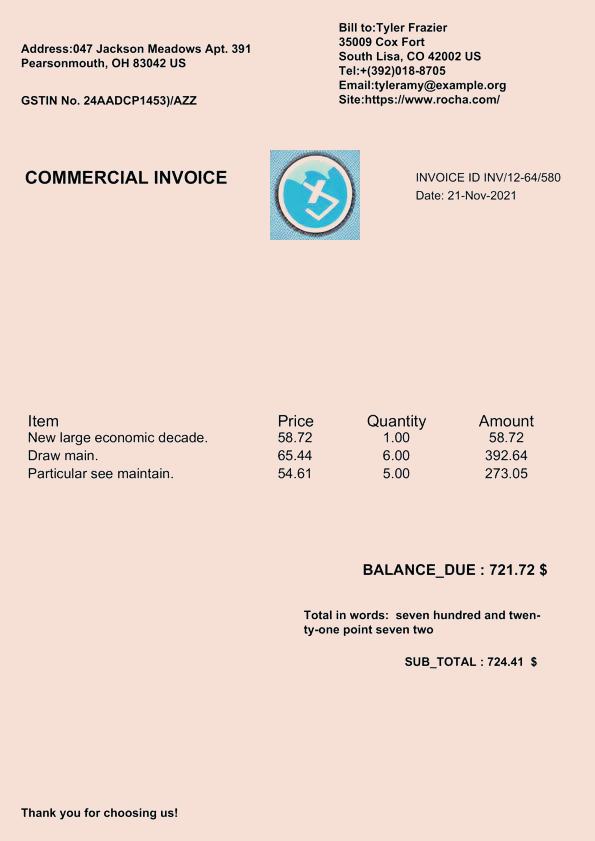 Address:047 Jackson Meadows Apt. 391
Pearsonmouth, OH 83042 US
GSTIN No. 24AADCP1453)/AZZ
Bill to:Tyler Frazier
35009 Cox Fort
South Lisa, CO 42002 US
Tel:+(392)018-8705
Email:tyleramy@example.org
Site:https://www.rocha.com/
COMMERCIAL INVOICE
INVOICE ID INV/12-64/580
Date: 21-Nov-2021
Item Price Quantity Amount
New large economic decade. 58.72 1.00 58.72
Draw main. 65.44 6.00 392.64
Particular see maintain. 54.61 5.00 273.05
BALANCE_DUE : 721.72 $
Total in words:  seven hundred and twen-
ty-one point seven two
SUB_TOTAL : 724.41  $
Thank you for choosing us!